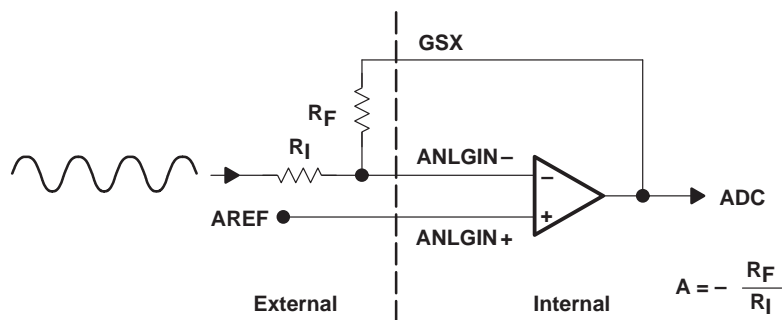 GSX
RF
RI
ANLGIN−
−
ADC
AREF
+
ANLGIN+
A = − RF
RI
External
Internal